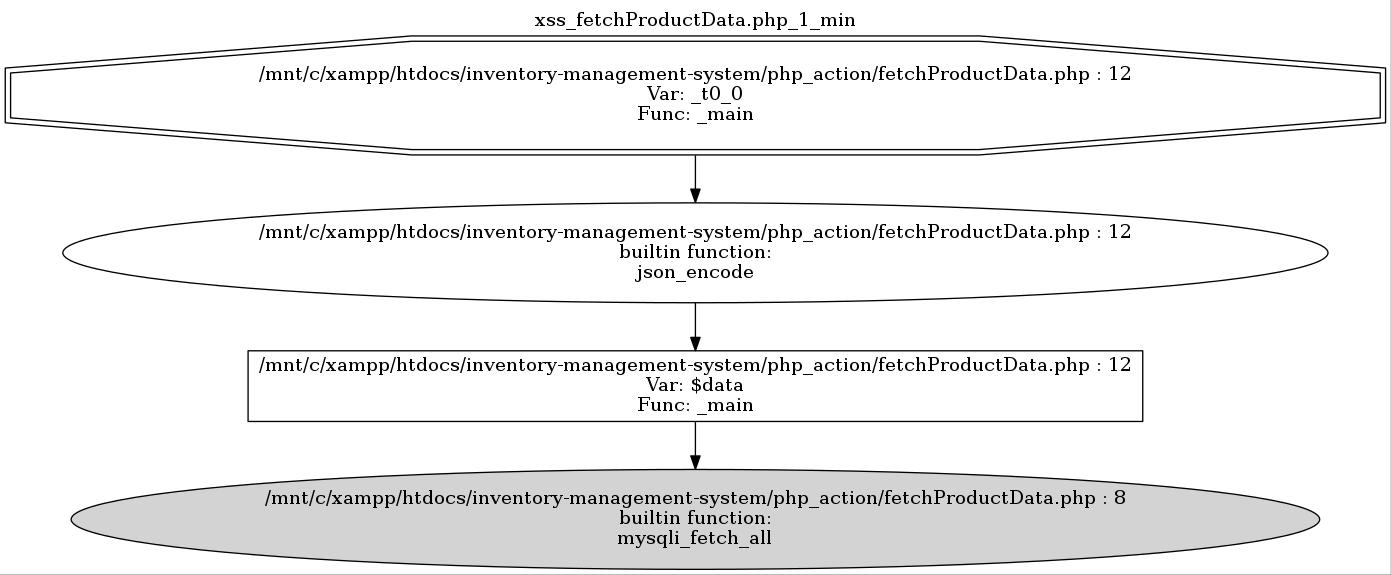 xss_fetchProductData.php_1_min
/mnt/c/xampp/htdocs/inventory-management-system/php_action/fetchProductData.php : 12
Var: _t0_0
Func: _main
/mnt/c/xampp/htdocs/inventory-management-system/php_action/fetchProductData.php : 12
builtin function:
json_encode
/mnt/c/xampp/htdocs/inventory-management-system/php_action/fetchProductData.php : 12
Var: $data
Func: _main
/mnt/c/xampp/htdocs/inventory-management-system/php_action/fetchProductData.php : 8
builtin function:
mysqli_fetch_all